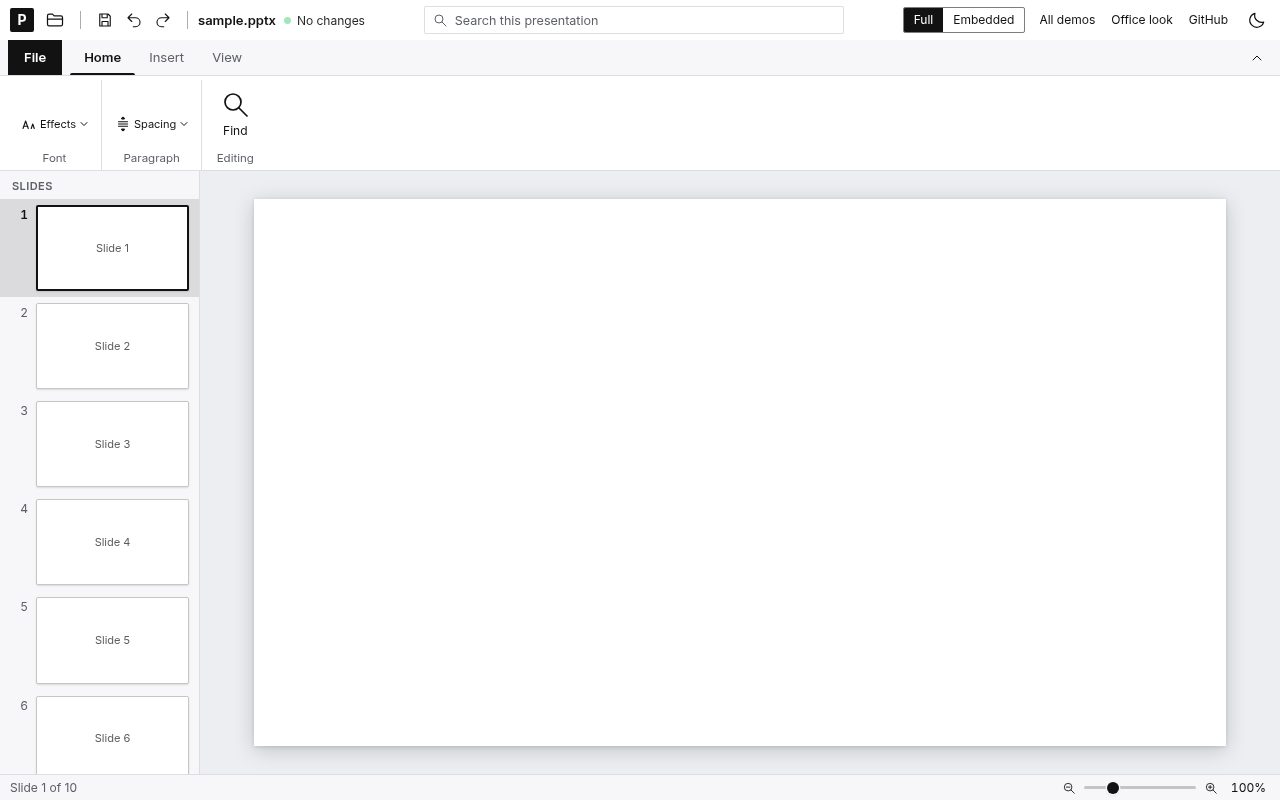 P
sample.pptx
No changes
Search this presentation
Full
Embedded
All demos
Office look
GitHub
File
Home
Insert
View
Effects
Spacing
Find
Font
Paragraph
Editing
SLIDES
1
Slide 1
2
Slide 2
3
Slide 3
4
Slide 4
5
Slide 5
6
Slide 6
Slide 1 of 10
100%